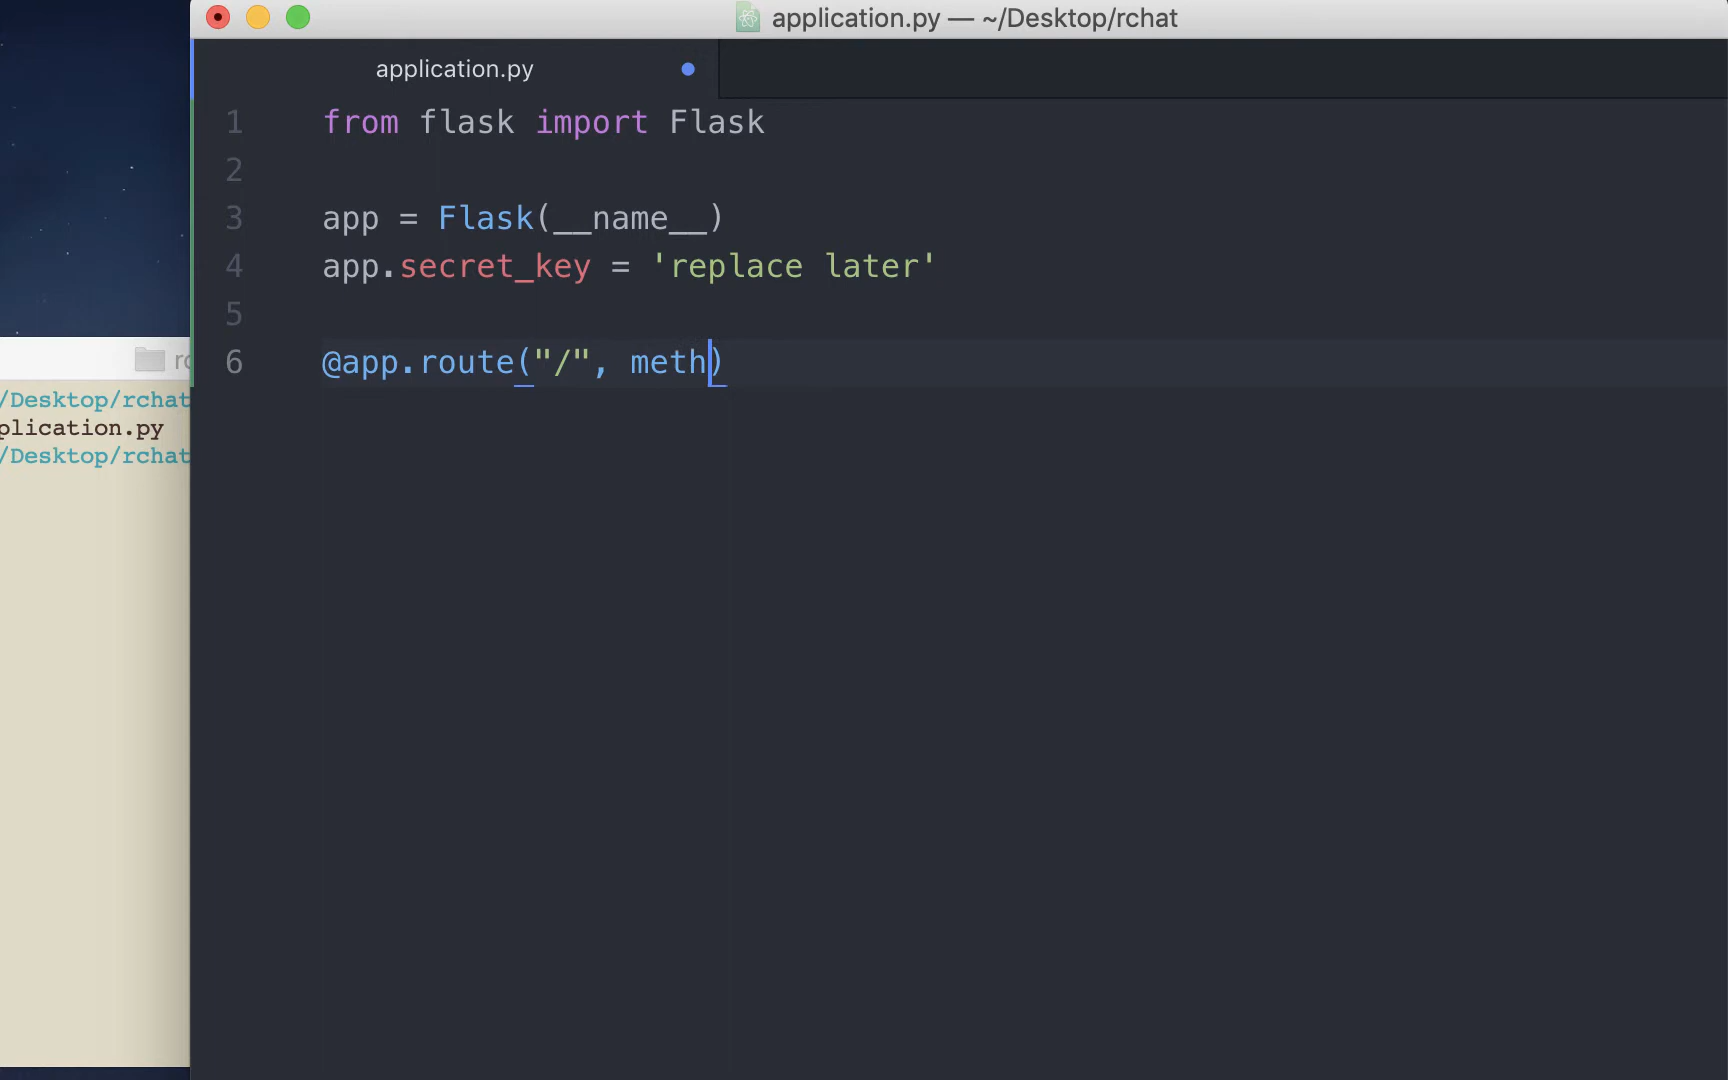 application.py — ~/Desktop/rchat
application.py
1 from flask import Flask
2
3 app = Flask(__name__)
4 app.secret_key = 'replace later'
5
6 @app.route("/", meth)
/Desktop/rchat
plication.py
/Desktop/rchat